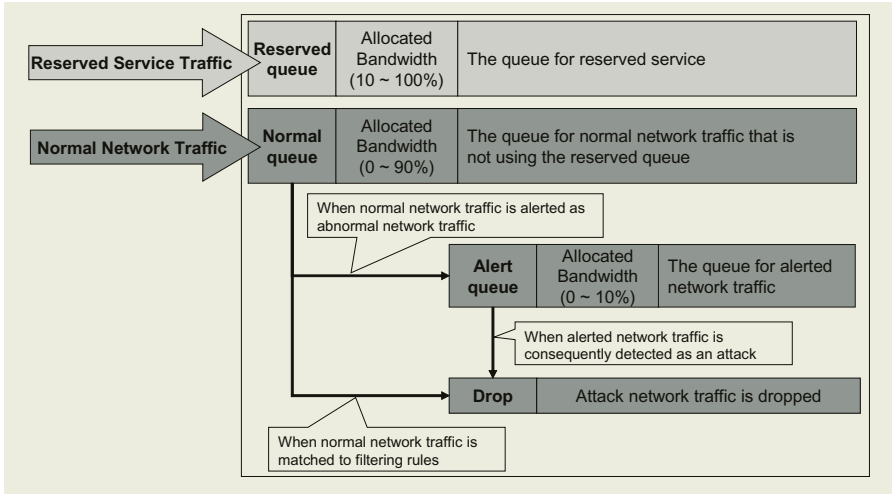 Reserved Service Traffic
Reserved
queue
Allocated
Bandwidth
(10 ~ 100%)
The queue for reserved service
Normal Network Traffic
Normal
queue
Allocated
Bandwidth
(0 ~ 90%)
The queue for normal network traffic that is
not using the reserved queue
When normal network traffic is alerted as
abnormal network traffic
Alert
queue
Allocated
Bandwidth
(0 ~ 10%)
The queue for alerted
network traffic
When alerted network traffic is
consequently detected as an attack
Drop
Attack network traffic is dropped
When normal network traffic is
matched to filtering rules